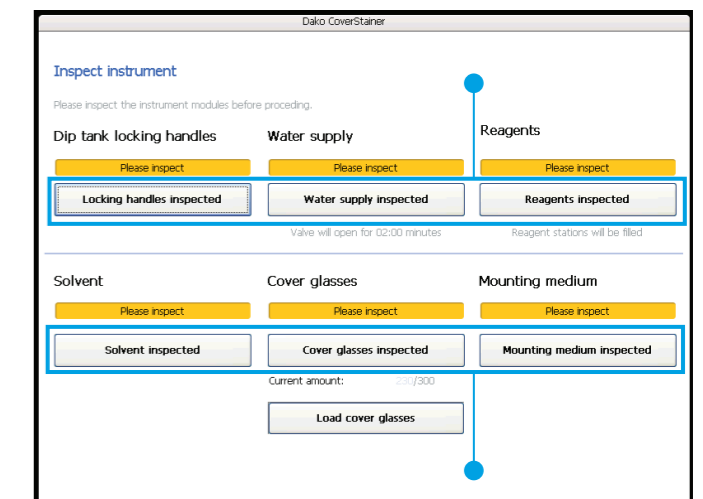 Dako CoverStainer
Inspect instrument
Please inspect the instrument modules before proceding.
Dip tank locking handles
Water supply
Reagents
Please inspect
Please inspect
Please inspect
Locking handles inspected
Water supply inspected
Reagents inspected
Valve will open for 02:00 minutes
Reagent stations will be filled
Solvent
Cover glasses
Mounting medium
Please inspect
Please inspect
Please inspect
Solvent inspected
Cover glasses inspected
Mounting medium inspected
Current amount: 230/300
Load cover glasses